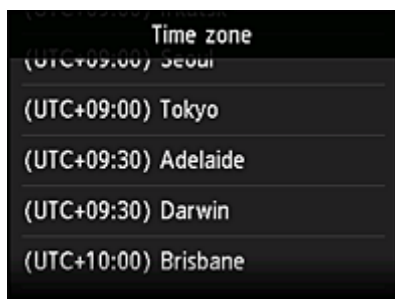 Time zone
(UTC+09:00) Seoul
(UTC+09:00) Tokyo
(UTC+09:30) Adelaide
(UTC+09:30) Darwin
(UTC+10:00) Brisbane